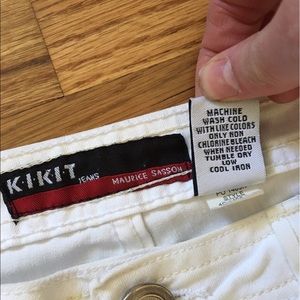 K·I·K·I·T JEANS
MAURICE SASSON
MACHINE
WASH COLD
WITH LIKE COLORS
ONLY NON
CHLORINE BLEACH
WHEN NEEDED
TUMBLE DRY
LOW
COOL IRON
STYLE